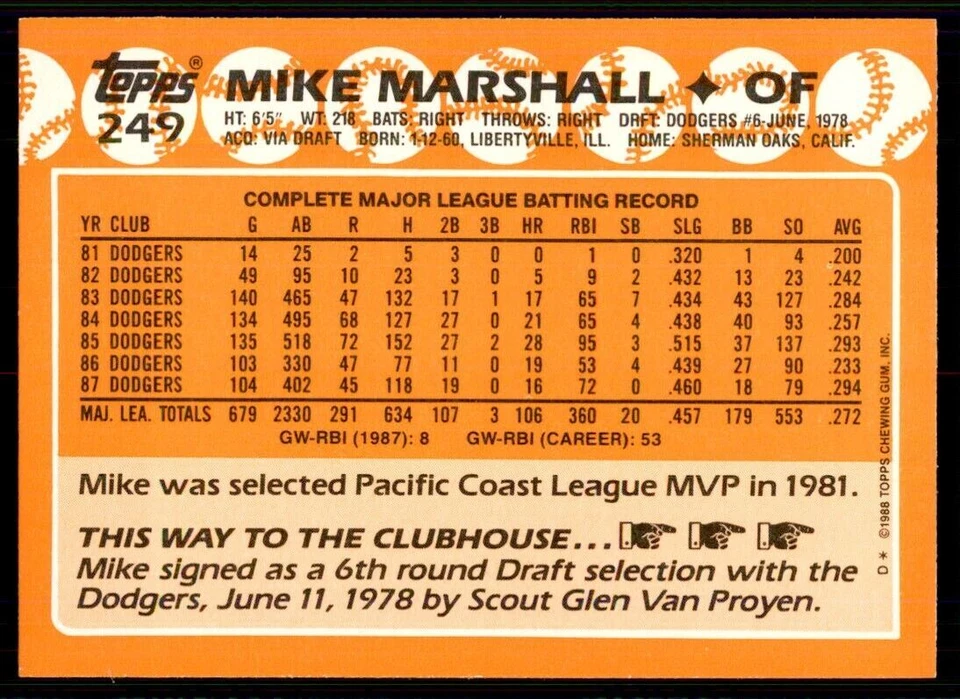 topps®
249
MIKE MARSHALL ✦ OF
HT: 6'5" WT: 218 BATS: RIGHT THROWS: RIGHT DRFT: DODGERS #6-JUNE, 1978
ACQ: VIA DRAFT BORN: 1-12-60, LIBERTYVILLE, ILL. HOME: SHERMAN OAKS, CALIF.
COMPLETE MAJOR LEAGUE BATTING RECORD
YR CLUB G AB R H 2B 3B HR RBI SB SLG BB SO AVG
81 DODGERS 14 25 2 5 3 0 0 1 0 .320 1 4 .200
82 DODGERS 49 95 10 23 3 0 5 9 2 .432 13 23 .242
83 DODGERS 140 465 47 132 17 1 17 65 7 .434 43 127 .284
84 DODGERS 134 495 68 127 27 0 21 65 4 .438 40 93 .257
85 DODGERS 135 518 72 152 27 2 28 95 3 .515 37 137 .293
86 DODGERS 103 330 47 77 11 0 19 53 4 .439 27 90 .233
87 DODGERS 104 402 45 118 19 0 16 72 0 .460 18 79 .294
MAJ. LEA. TOTALS 679 2330 291 634 107 3 106 360 20 .457 179 553 .272
GW-RBI (1987): 8 GW-RBI (CAREER): 53
Mike was selected Pacific Coast League MVP in 1981.
THIS WAY TO THE CLUBHOUSE...
Mike signed as a 6th round Draft selection with the
Dodgers, June 11, 1978 by Scout Glen Van Proyen.
D * ©1988 TOPPS CHEWING GUM, INC.